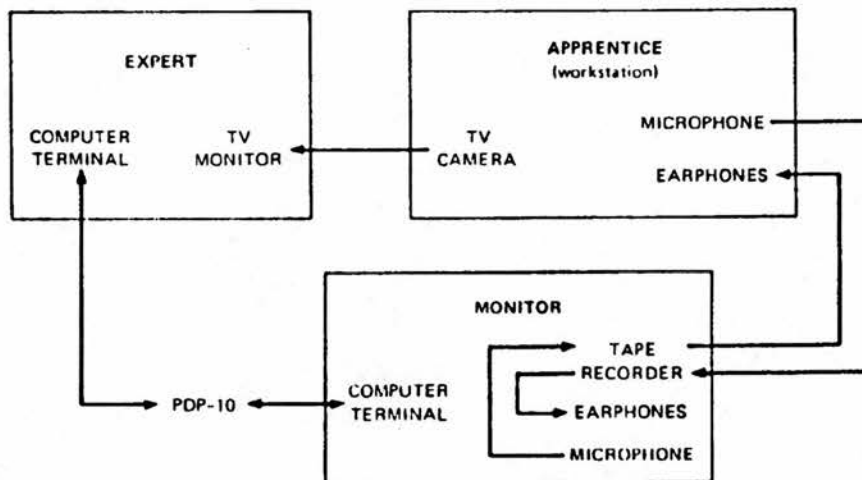 EXPERT
COMPUTER
TERMINAL
TV
MONITOR
APPRENTICE
(workstation)
MICROPHONE
TV
CAMERA
EARPHONES
MONITOR
TAPE
RECORDER
COMPUTER
TERMINAL
EARPHONES
MICROPHONE
PDP-10